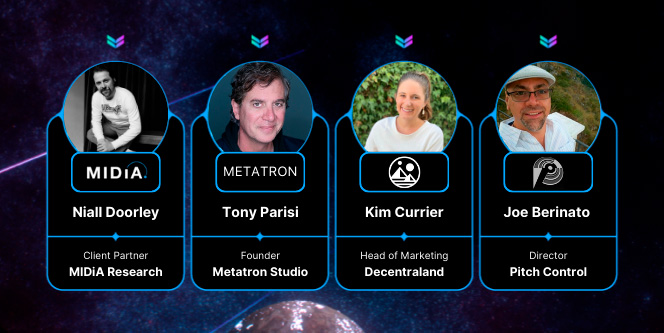 MIDiA
METATRON
Niall Doorley
Tony Parisi
Kim Currier
Joe Berinato
Client Partner
MIDiA Research
Founder
Metatron Studio
Head of Marketing
Decentraland
Director
Pitch Control